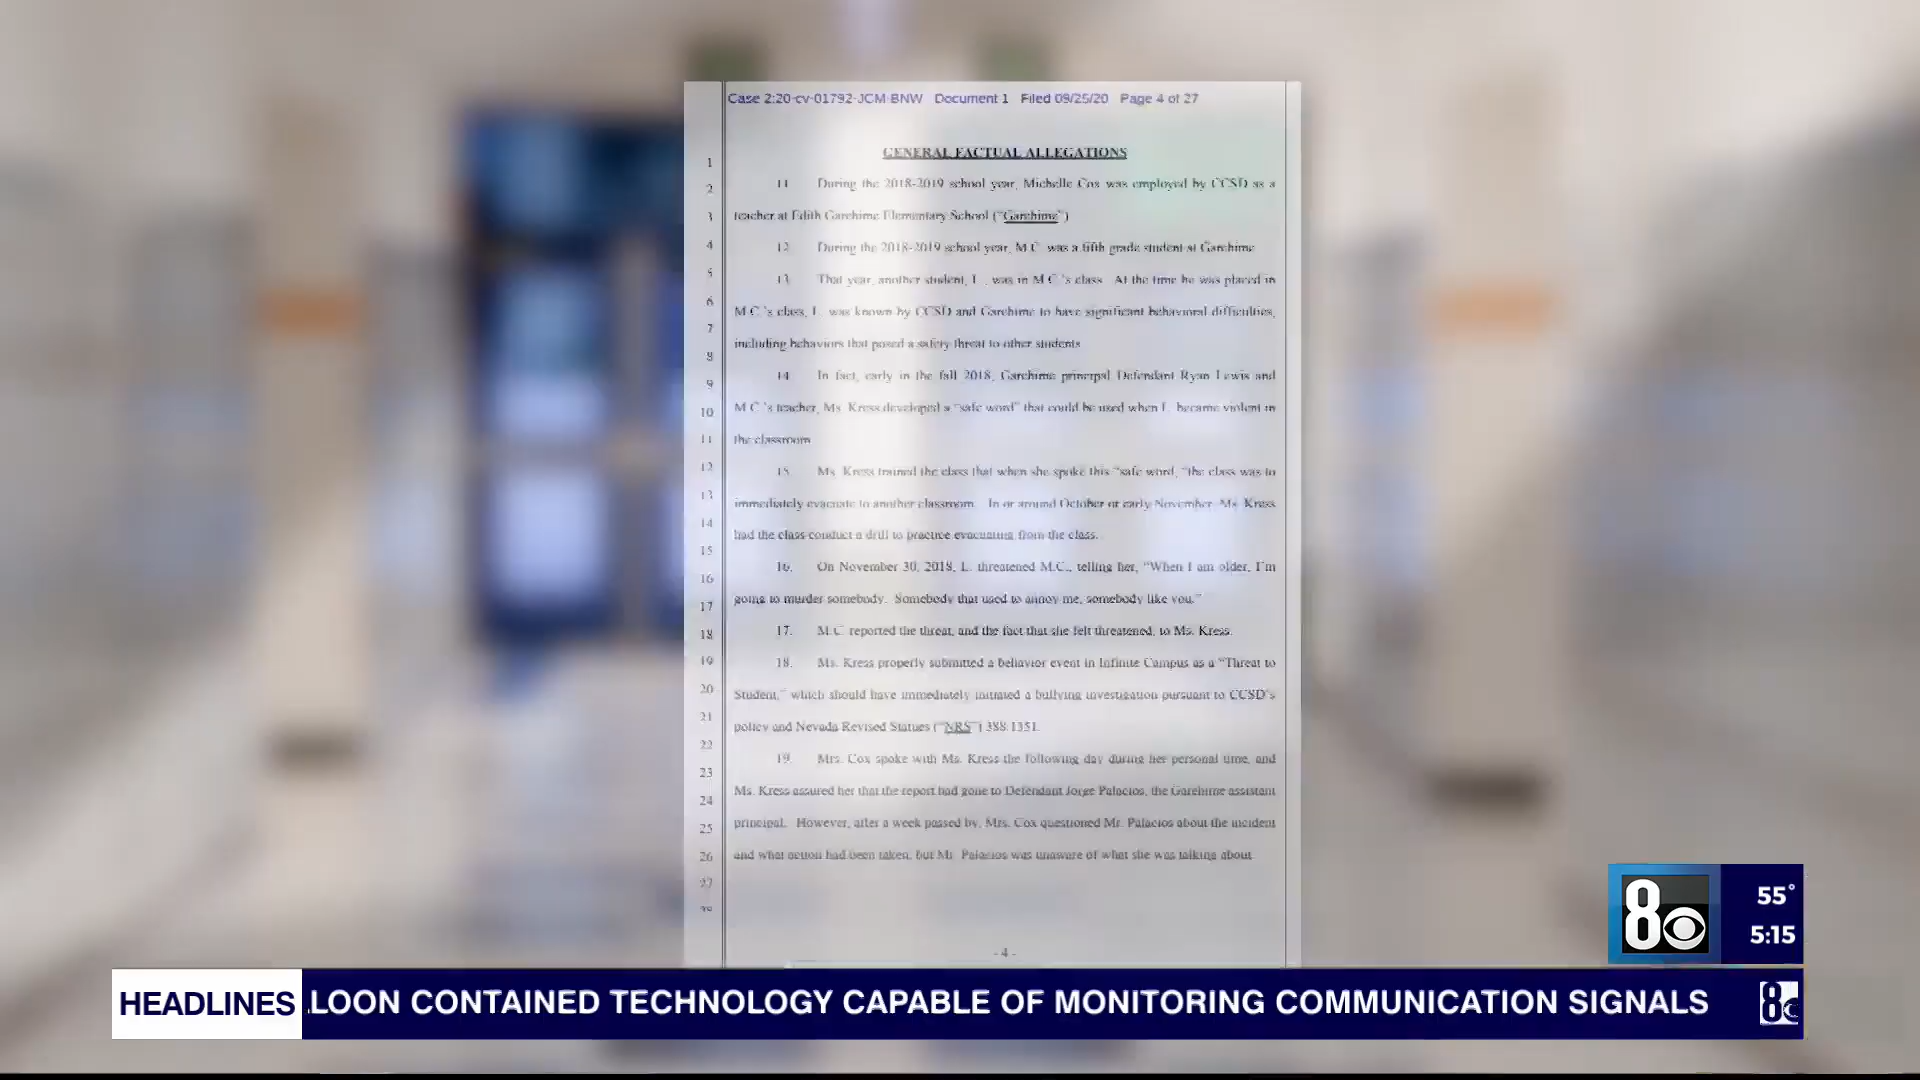 Case 2:20-cv-01792-JCM-BNW Document 1 Filed 09/25/20 Page 4 of 27
GENERAL FACTUAL ALLEGATIONS
1
2 11. During the 2018-2019 school year, Michelle Cox was employed by CCSD as a
3 teacher at Edith Garehime Elementary School ("Garehime")
4 12. During the 2018-2019 school year, M.C. was a fifth grade student at Garehime
5 13. That year, another student, L., was in M.C.'s class. At the time he was placed in
6 M.C.'s class, L. was known by CCSD and Garehime to have significant behavioral difficulties,
7 including behaviors that posed a safety threat to other students
8
9 14. In fact, early in the fall 2018, Garehime principal Defendant Ryan Lewis and
10 M.C.'s teacher, Ms. Kress developed a "safe word" that could be used when L. became violent in
11 the classroom
12 15. Ms. Kress trained the class that when she spoke this "safe word, "the class was to
13 immediately evacuate to another classroom. In or around October or early November, Ms. Kress
14 had the class conduct a drill to practice evacuating from the class.
15
16 16. On November 30, 2018, L. threatened M.C., telling her, "When I am older, I'm
17 going to murder somebody. Somebody that used to annoy me, somebody like you."
18 17. M.C. reported the threat, and the fact that she felt threatened, to Ms. Kress.
19 18. Ms. Kress properly submitted a behavior event in Infinite Campus as a "Threat to
20 Student," which should have immediately initiated a bullying investigation pursuant to CCSD's
21 policy and Nevada Revised Statues ("NRS") 388.1351.
22
23 19. Mrs. Cox spoke with Ms. Kress the following day during her personal time, and
24 Ms. Kress assured her that the report had gone to Defendant Jorge Palacios, the Garehime assistant
25 principal. However, after a week passed by, Mrs. Cox questioned Mr. Palacios about the incident
26 and what action had been taken, but Mr. Palacios was unaware of what she was talking about
27
- 4 -
8
55°
5:15
HEADLINES LOON CONTAINED TECHNOLOGY CAPABLE OF MONITORING COMMUNICATION SIGNALS
8